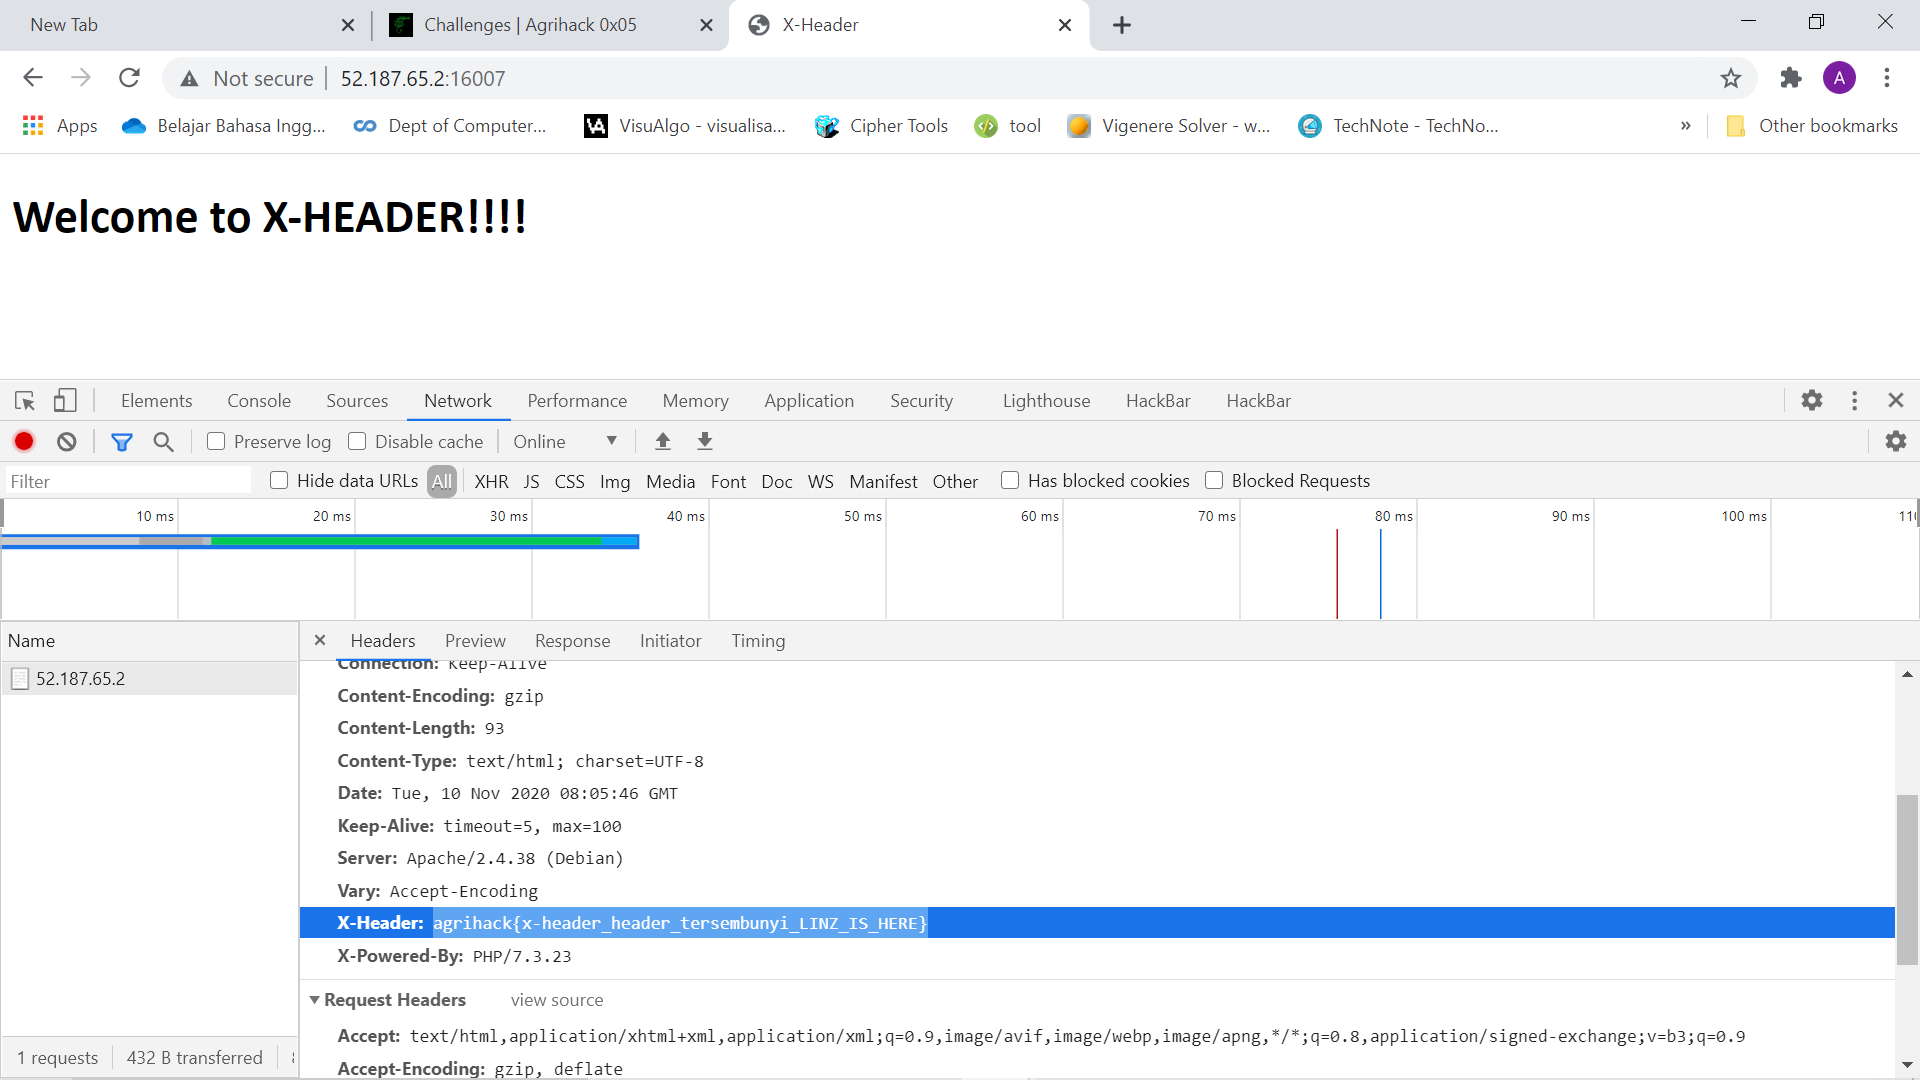 New Tab
Challenges | Agrihack 0x05
X-Header
Not secure
52.187.65.2:16007
A
Apps
Belajar Bahasa Ingg...
Dept of Computer...
VisuAlgo - visualisa...
Cipher Tools
tool
Vigenere Solver - w...
TechNote - TechNo...
»
Other bookmarks
Welcome to X-HEADER!!!!
Elements Console Sources Network Performance Memory Application Security Lighthouse HackBar HackBar
Preserve log Disable cache Online
Filter Hide data URLs All XHR JS CSS Img Media Font Doc WS Manifest Other Has blocked cookies Blocked Requests
10 ms 20 ms 30 ms 40 ms 50 ms 60 ms 70 ms 80 ms 90 ms 100 ms
Name
52.187.65.2
Headers Preview Response Initiator Timing
Connection: Keep-Alive
Content-Encoding: gzip
Content-Length: 93
Content-Type: text/html; charset=UTF-8
Date: Tue, 10 Nov 2020 08:05:46 GMT
Keep-Alive: timeout=5, max=100
Server: Apache/2.4.38 (Debian)
Vary: Accept-Encoding
X-Header: agrihack{x-header_header_tersembunyi_LINZ_IS_HERE}
X-Powered-By: PHP/7.3.23
Request Headers view source
Accept: text/html,application/xhtml+xml,application/xml;q=0.9,image/avif,image/webp,image/apng,*/*;q=0.8,application/signed-exchange;v=b3;q=0.9
Accept-Encoding: gzip, deflate
1 requests 432 B transferred